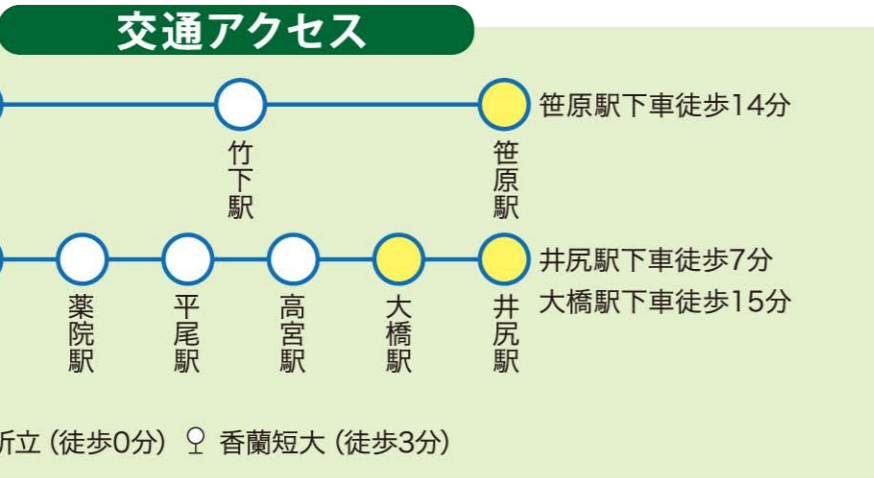 交通アクセス
笹原駅下車徒歩14分
竹下駅
笹原駅
井尻駅下車徒歩7分
大橋駅下車徒歩15分
薬院駅
平尾駅
高宮駅
大橋駅
井尻駅
折立 (徒歩0分) 香蘭短大 (徒歩3分)